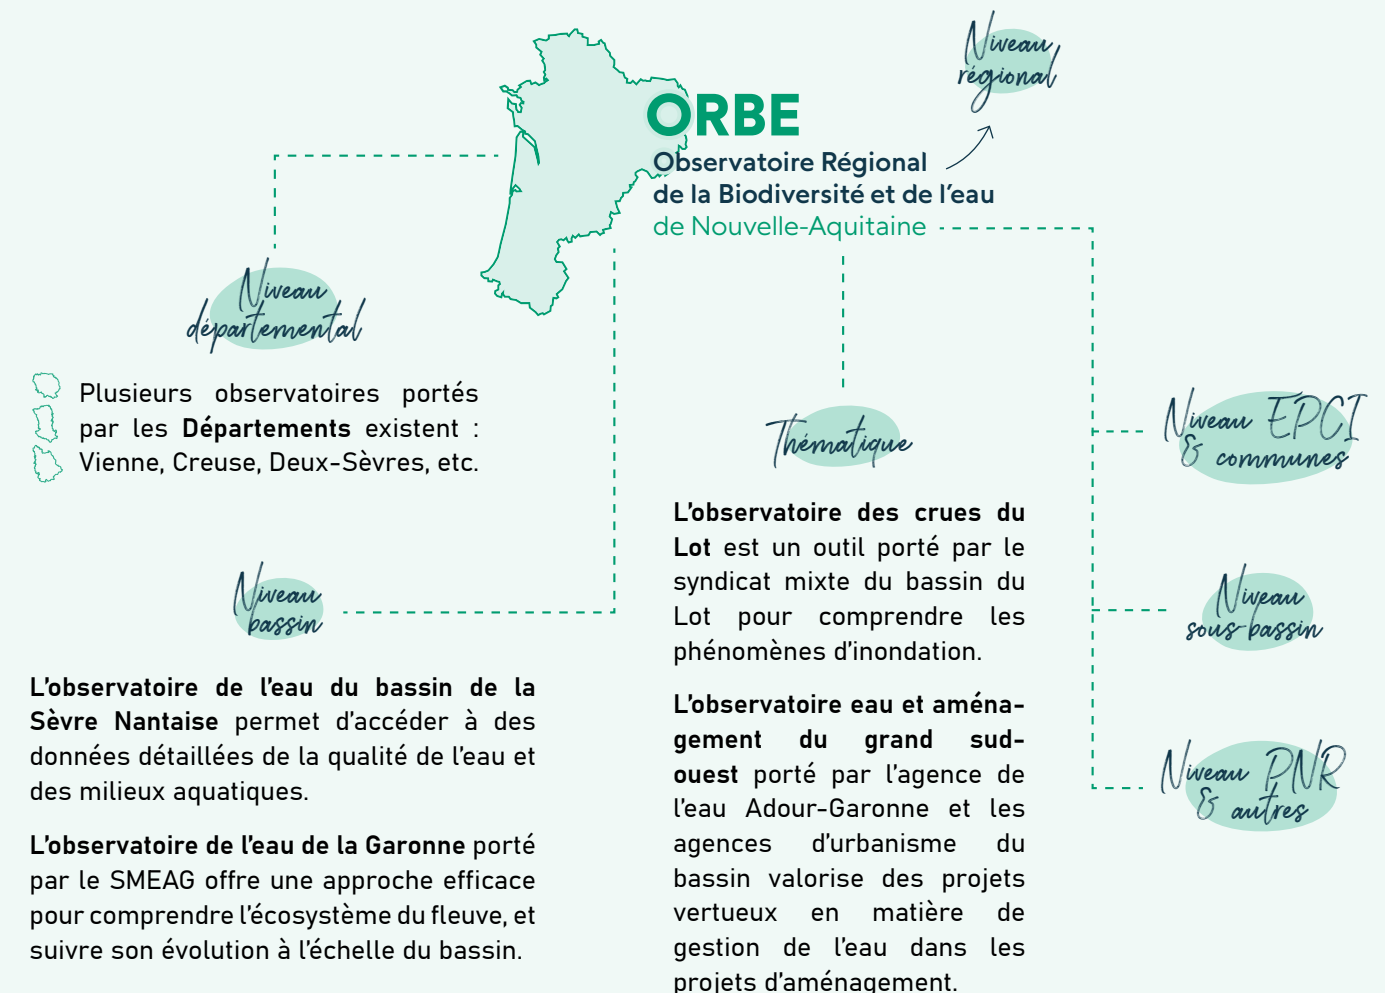 Niveau
régional
ORBE
Observatoire Régional
de la Biodiversité et de l'eau
de Nouvelle-Aquitaine
Niveau
départemental
Plusieurs observatoires portés
par les Départements existent :
Vienne, Creuse, Deux-Sèvres, etc.
Niveau
bassin
L'observatoire de l'eau du bassin de la
Sèvre Nantaise permet d'accéder à des
données détaillées de la qualité de l'eau et
des milieux aquatiques.
L'observatoire de l'eau de la Garonne porté
par le SMEAG offre une approche efficace
pour comprendre l'écosystème du fleuve, et
suivre son évolution à l'échelle du bassin.
Thématique
L'observatoire des crues du
Lot est un outil porté par le
syndicat mixte du bassin du
Lot pour comprendre les
phénomènes d'inondation.
L'observatoire eau et aména-
gement du grand sud-
ouest porté par l'agence de
l'eau Adour-Garonne et les
agences d'urbanisme du
bassin valorise des projets
vertueux en matière de
gestion de l'eau dans les
projets d'aménagement.
Niveau EPCI
& communes
Niveau
sous-bassin
Niveau PNR
& autres